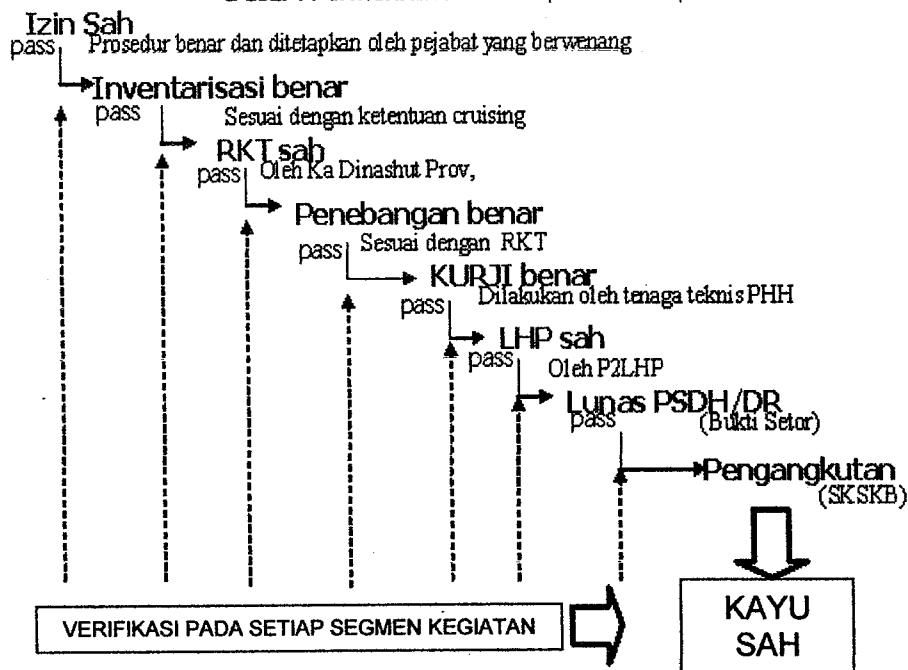 Izin Sah
pass
Prosedur benar dan ditetapkan oleh pejabat yang berwenang
Inventarisasi benar
pass
Sesuai dengan ketentuan cruising
RKT sah
pass
Oleh Ka Dinashut Prov,
Penebangan benar
pass
Sesuai dengan RKT
KURJI benar
pass
Dilakukan oleh tenaga teknis PHH
LHP sah
pass
Oleh P2LHP
Lunas PSDH/DR
pass
(Bukti Setor)
Pengangkutan
(SKSKB)
VERIFIKASI PADA SETIAP SEGMEN KEGIATAN
KAYU
SAH